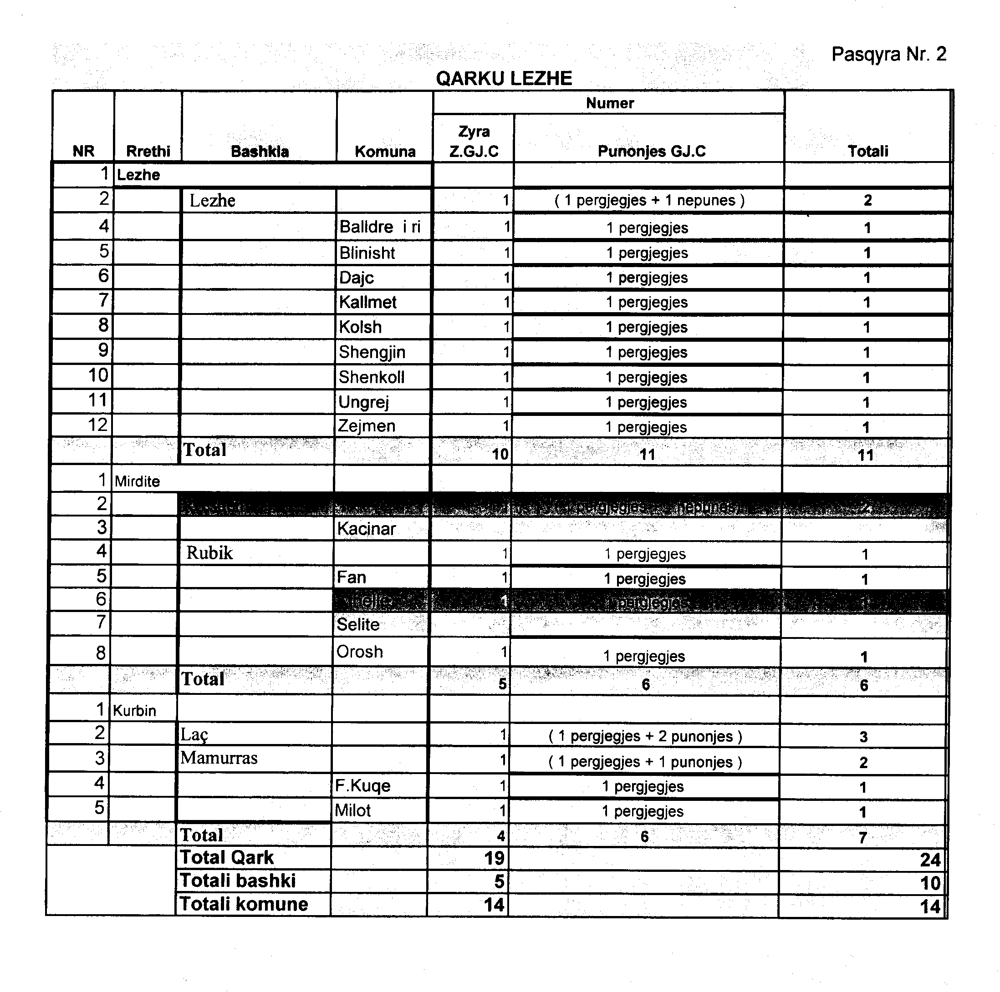 Pasqyra Nr. 2
QARKU LEZHE
Numer
NR Rrethi Bashkia Komuna Zyra Z.GJ.C Punonjes GJ.C Totali
1 Lezhe
2 Lezhe 1 ( 1 pergjegjes + 1 nepunes ) 2
4 Balldre i ri 1 1 pergjegjes 1
5 Blinisht 1 1 pergjegjes 1
6 Dajc 1 1 pergjegjes 1
7 Kallmet 1 1 pergjegjes 1
8 Kolsh 1 1 pergjegjes 1
9 Shengjin 1 1 pergjegjes 1
10 Shenkoll 1 1 pergjegjes 1
11 Ungrej 1 1 pergjegjes 1
12 Zejmen 1 1 pergjegjes 1
Total 10 11 11
1 Mirdite
2 pergjegjes nepunes) 2
3 Kacinar
4 Rubik 1 1 pergjegjes 1
5 Fan 1 1 pergjegjes 1
6 1 1 pergjegjes 1
7 Selite
8 Orosh 1 1 pergjegjes 1
Total 5 6 6
1 Kurbin
2 Laç 1 ( 1 pergjegjes + 2 punonjes ) 3
3 Mamurras 1 ( 1 pergjegjes + 1 punonjes ) 2
4 F.Kuqe 1 1 pergjegjes 1
5 Milot 1 1 pergjegjes 1
Total 4 6 7
Total Qark 19 24
Totali bashki 5 10
Totali komune 14 14